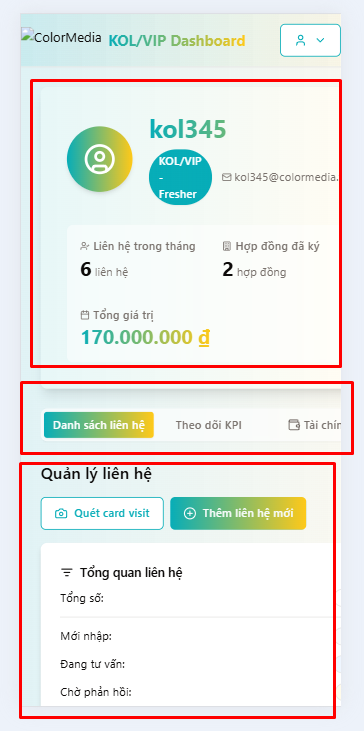 ColorMedia KOL/VIP Dashboard
kol345
KOL/VIP
-
Fresher
kol345@colormedia.
Liên hệ trong tháng
6 liên hệ
Hợp đồng đã ký
2 hợp đồng
Tổng giá trị
170.000.000 ₫
Danh sách liên hệ Theo dõi KPI Tài chín
Quản lý liên hệ
Quét card visit Thêm liên hệ mới
Tổng quan liên hệ
Tổng số:
Mới nhập:
Đang tư vấn:
Chờ phản hồi: